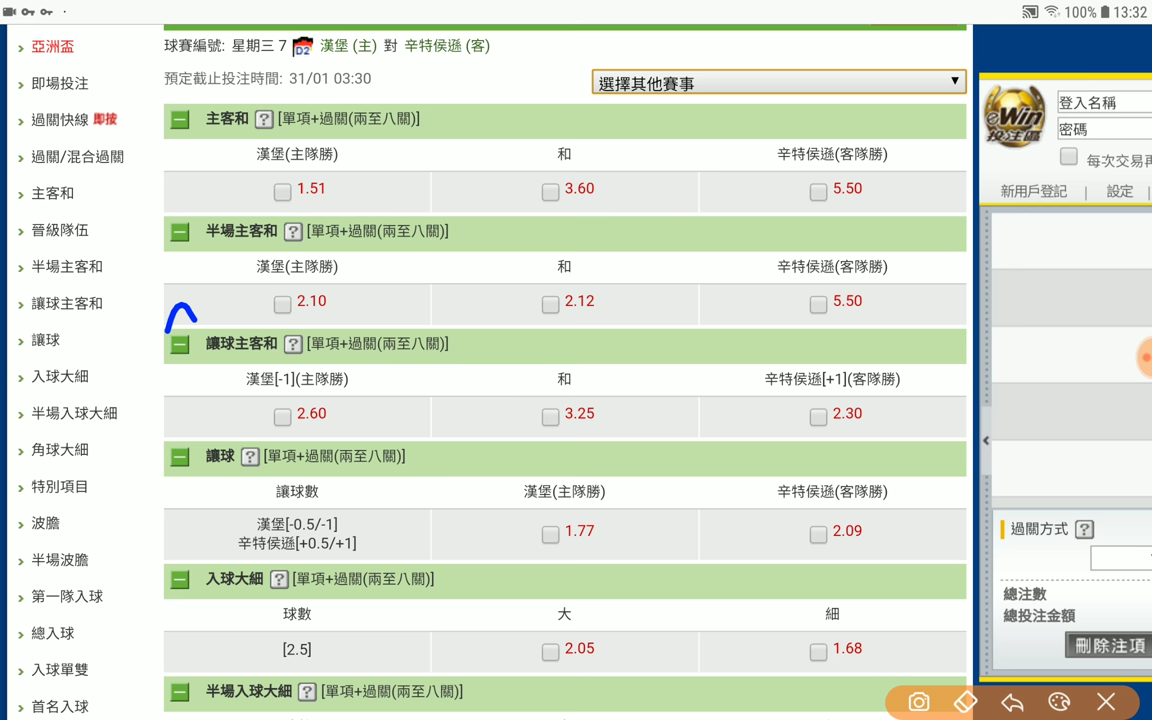 100% 13:32
亞洲盃
即場投注
過關快線 即按
過關/混合過關
主客和
晉級隊伍
半場主客和
讓球主客和
讓球
入球大細
半場入球大細
角球大細
特別項目
波膽
半場波膽
第一隊入球
總入球
入球單雙
首名入球
球賽編號: 星期三 7 D2 漢堡 (主) 對 辛特侯遜 (客)
預定截止投注時間: 31/01 03:30
選擇其他賽事
主客和 ? [單項+過關(兩至八關)]
漢堡(主隊勝) 和 辛特侯遜(客隊勝)
1.51 3.60 5.50
半場主客和 ? [單項+過關(兩至八關)]
漢堡(主隊勝) 和 辛特侯遜(客隊勝)
2.10 2.12 5.50
讓球主客和 ? [單項+過關(兩至八關)]
漢堡[-1](主隊勝) 和 辛特侯遜[+1](客隊勝)
2.60 3.25 2.30
讓球 ? [單項+過關(兩至八關)]
讓球數 漢堡(主隊勝) 辛特侯遜(客隊勝)
漢堡[-0.5/-1]
辛特侯遜[+0.5/+1]
1.77 2.09
入球大細 ? [單項+過關(兩至八關)]
球數 大 細
[2.5] 2.05 1.68
半場入球大細 ? [單項+過關(兩至八關)]
eWin
投注區
登入名稱
密碼
每次交易再
新用戶登記 | 設定 |
過關方式 ?
總注數
總投注金額
刪除注項